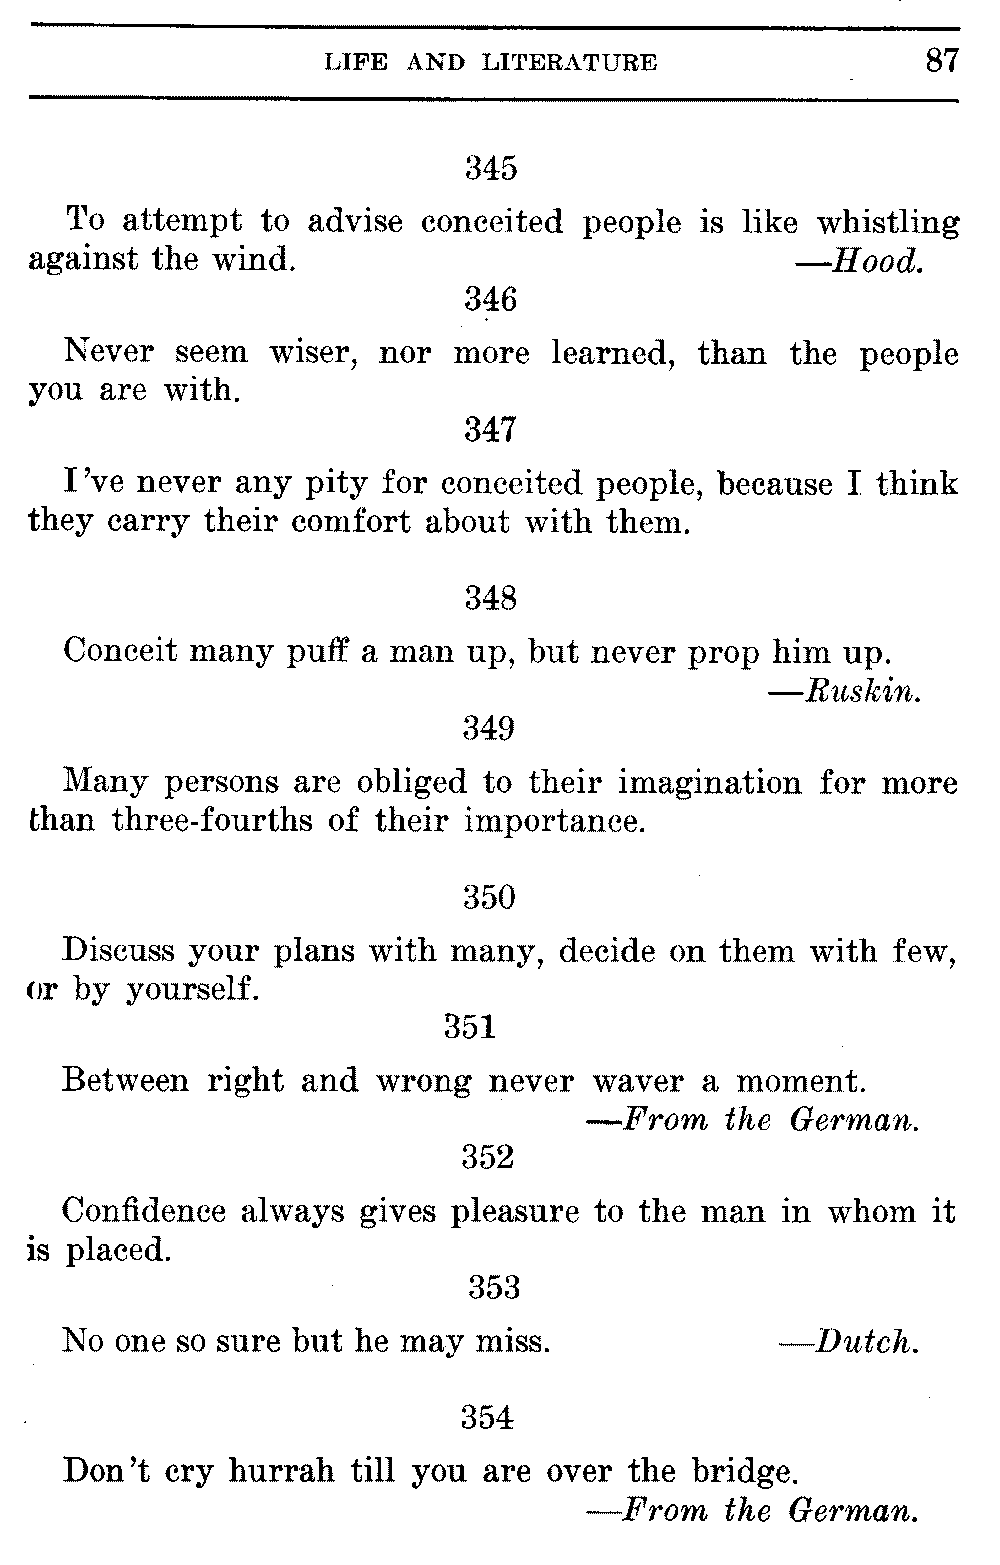 LIFE AND LITERATURE 87
345
To attempt to advise conceited people is like whistling
against the wind. —Hood.
346
Never seem wiser, nor more learned, than the people
you are with.
347
I've never any pity for conceited people, because I think
they carry their comfort about with them.
348
Conceit many puff a man up, but never prop him up.
—Ruskin.
349
Many persons are obliged to their imagination for more
than three-fourths of their importance.
350
Discuss your plans with many, decide on them with few,
or by yourself.
351
Between right and wrong never waver a moment.
—From the German.
352
Confidence always gives pleasure to the man in whom it
is placed.
353
No one so sure but he may miss. —Dutch.
354
Don't cry hurrah till you are over the bridge.
—From the German.